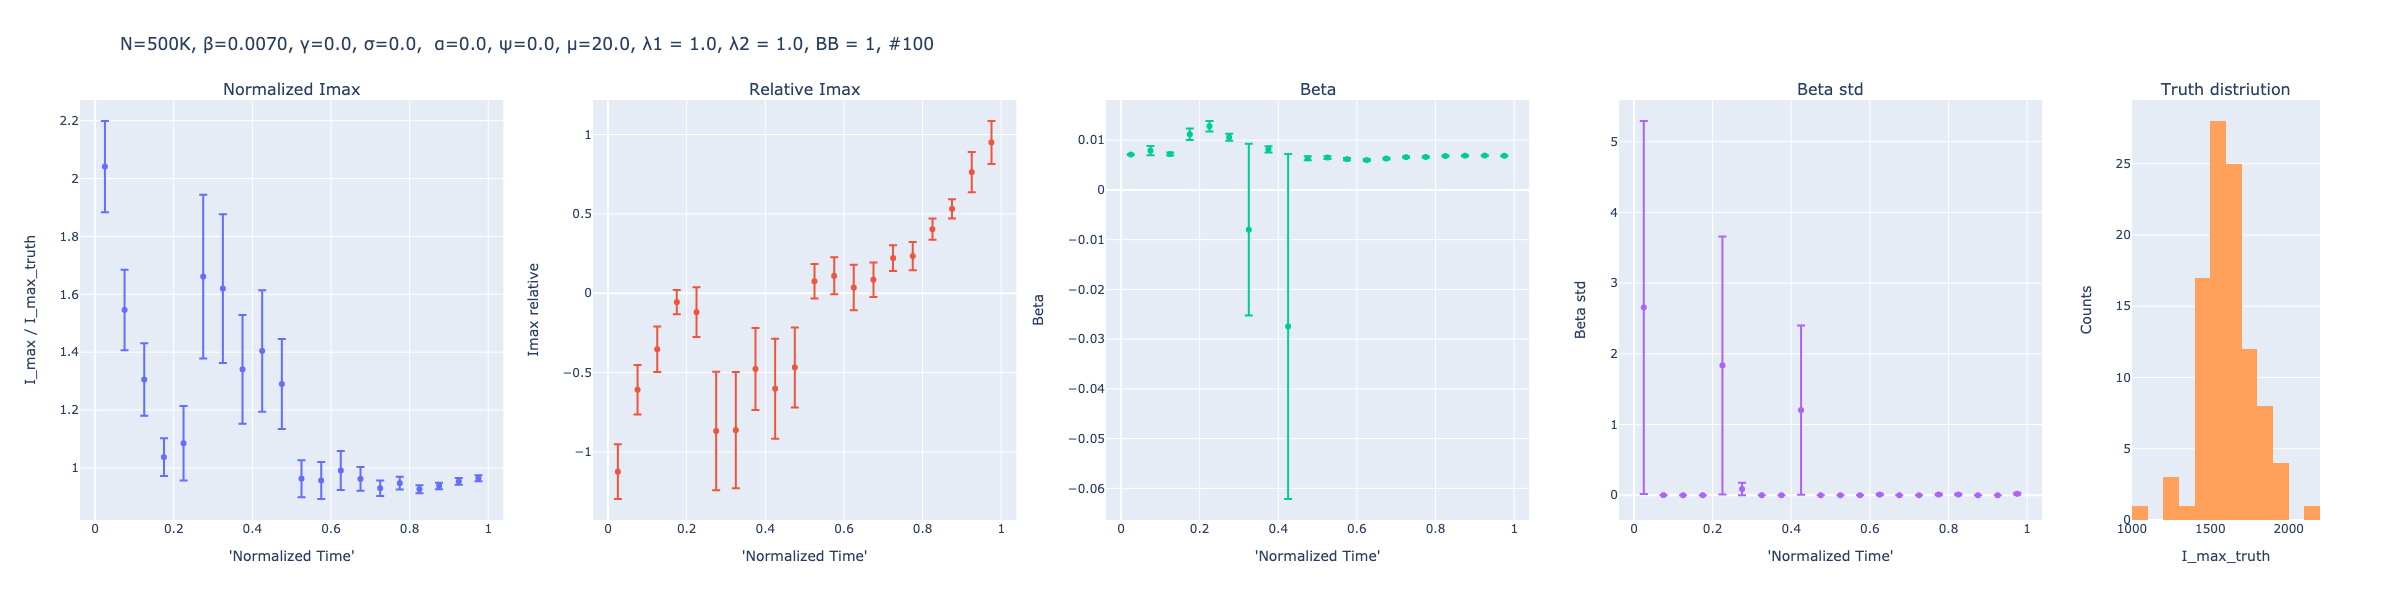 N=500K, β=0.0070, γ=0.0, σ=0.0, α=0.0, ψ=0.0, μ=20.0, λ1 = 1.0, λ2 = 1.0, BB = 1, #100
Normalized Imax
I_max / I_max_truth
2.2
2
1.8
1.6
1.4
1.2
1
0 0.2 0.4 0.6 0.8 1
'Normalized Time'
Relative Imax
Imax relative
1
0.5
0
−0.5
−1
0 0.2 0.4 0.6 0.8 1
'Normalized Time'
Beta
Beta
0.01
0
−0.01
−0.02
−0.03
−0.04
−0.05
−0.06
0 0.2 0.4 0.6 0.8 1
'Normalized Time'
Beta std
Beta std
5
4
3
2
1
0
0 0.2 0.4 0.6 0.8 1
'Normalized Time'
Truth distriution
Counts
25
20
15
10
5
0
1000 1500 2000
I_max_truth